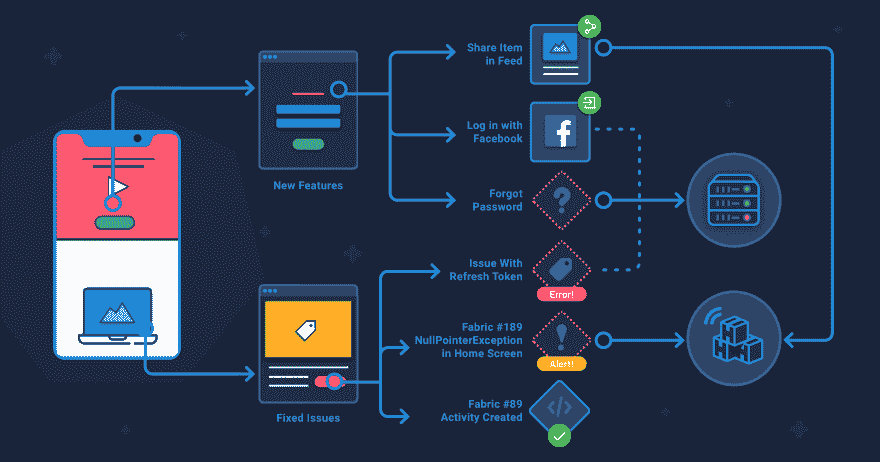 Share Item
in Feed
Log in with
Facebook
New Features
Forgot
Password
Issue With
Refresh Token
Error!
Fabric #189
NullPointerException
in Home Screen
Alert!
Fixed Issues
Fabric #89
Activity Created